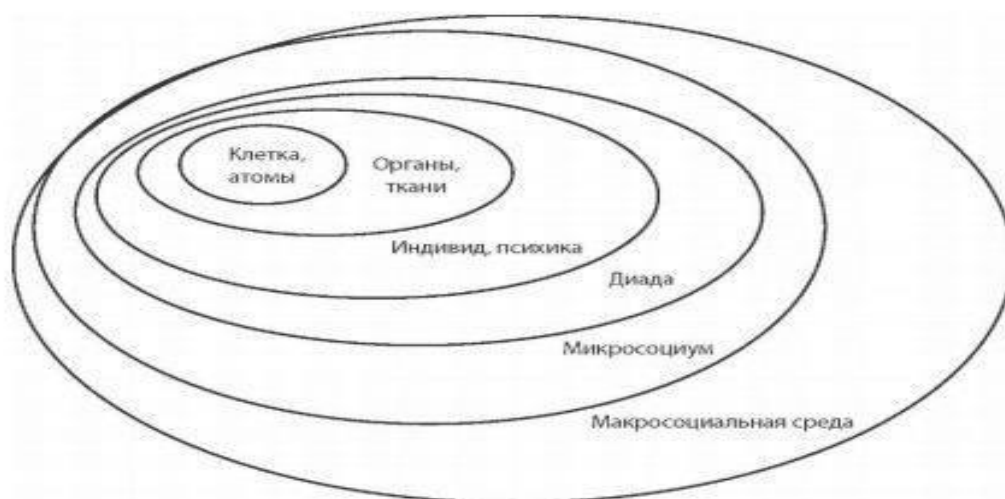 Клетка,
атомы
Органы,
ткани
Индивид, психика
Диада
Микросоциум
Макросоциальная среда